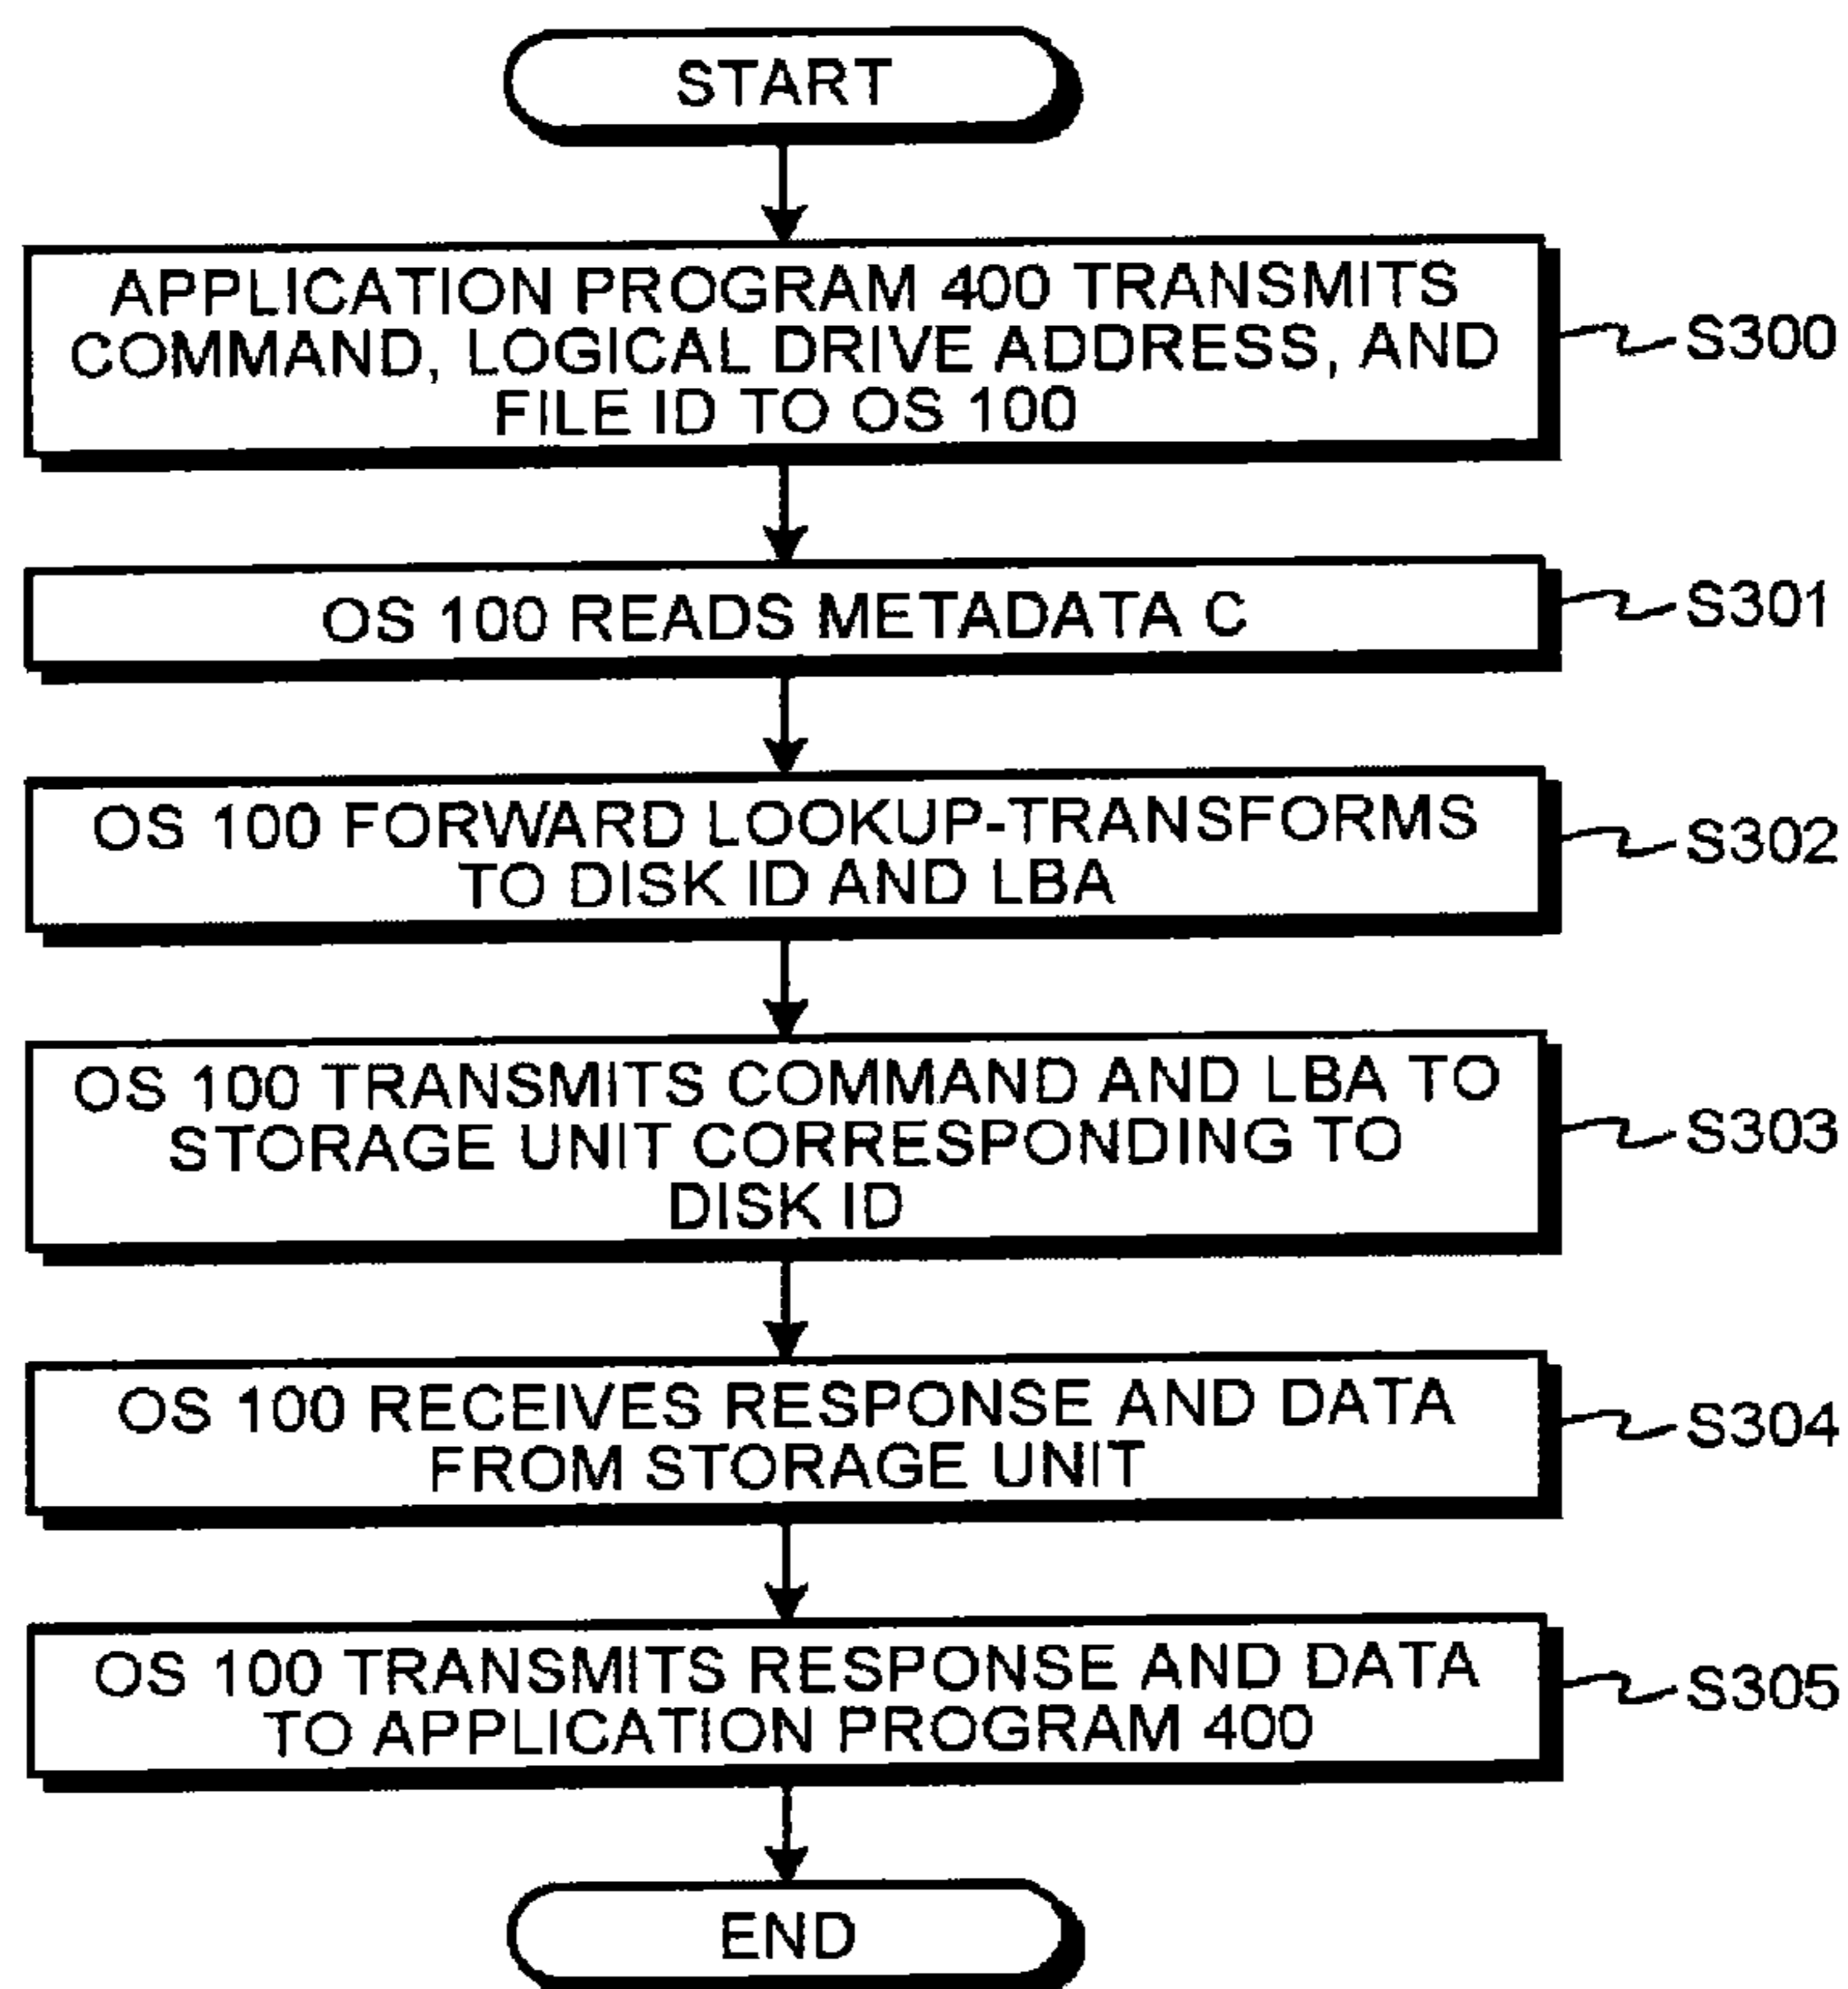 START
APPLICATION PROGRAM 400 TRANSMITS
COMMAND, LOGICAL DRIVE ADDRESS, AND
FILE ID TO OS 100
S300
OS 100 READS METADATA C
S301
OS 100 FORWARD LOOKUP-TRANSFORMS
TO DISK ID AND LBA
S302
OS 100 TRANSMITS COMMAND AND LBA TO
STORAGE UNIT CORRESPONDING TO
DISK ID
S303
OS 100 RECEIVES RESPONSE AND DATA
FROM STORAGE UNIT
S304
OS 100 TRANSMITS RESPONSE AND DATA
TO APPLICATION PROGRAM 400
S305
END